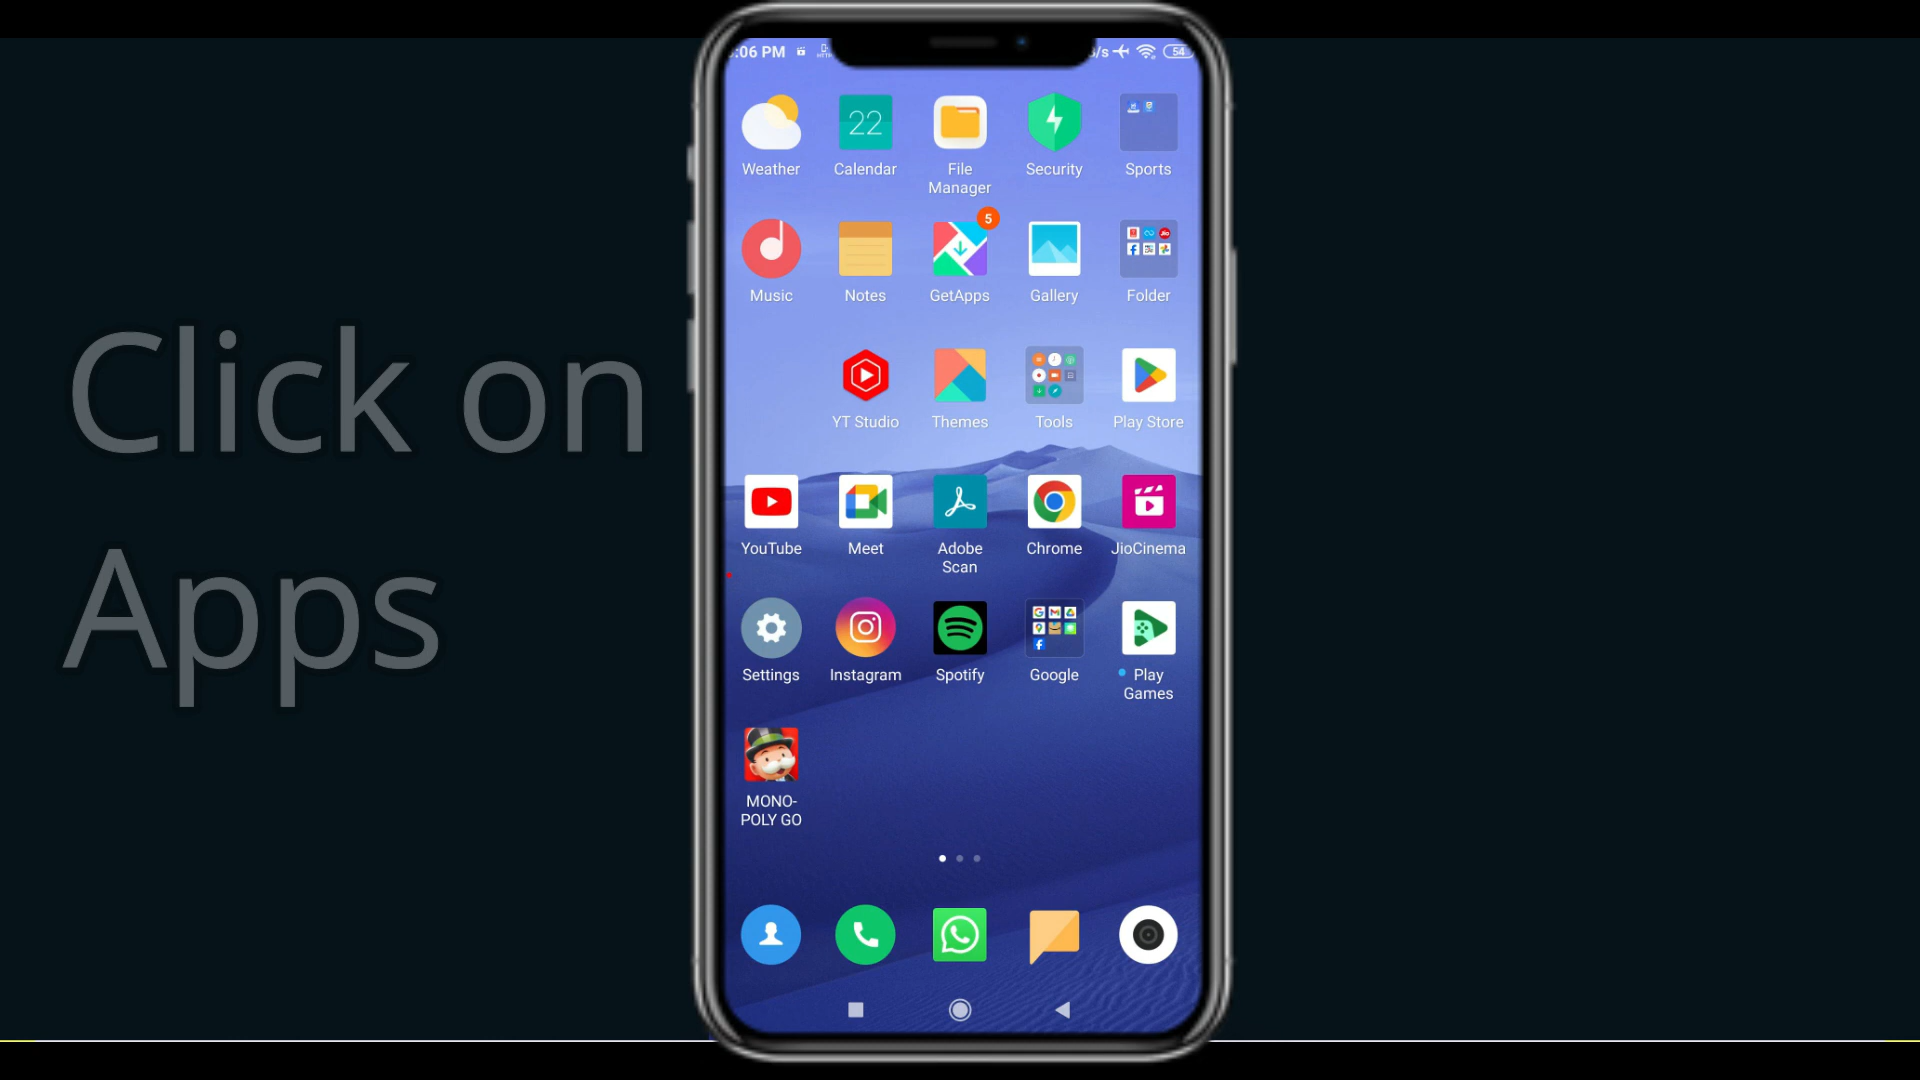 :06 PM
/s
54
22
Weather
Calendar
File
Manager
Security
Sports
5
Music
Notes
GetApps
Gallery
Folder
YT Studio
Themes
Tools
Play Store
YouTube
Meet
Adobe
Scan
Chrome
JioCinema
Settings
Instagram
Spotify
Google
Play
Games
MONO-
POLY GO
Click on
Apps